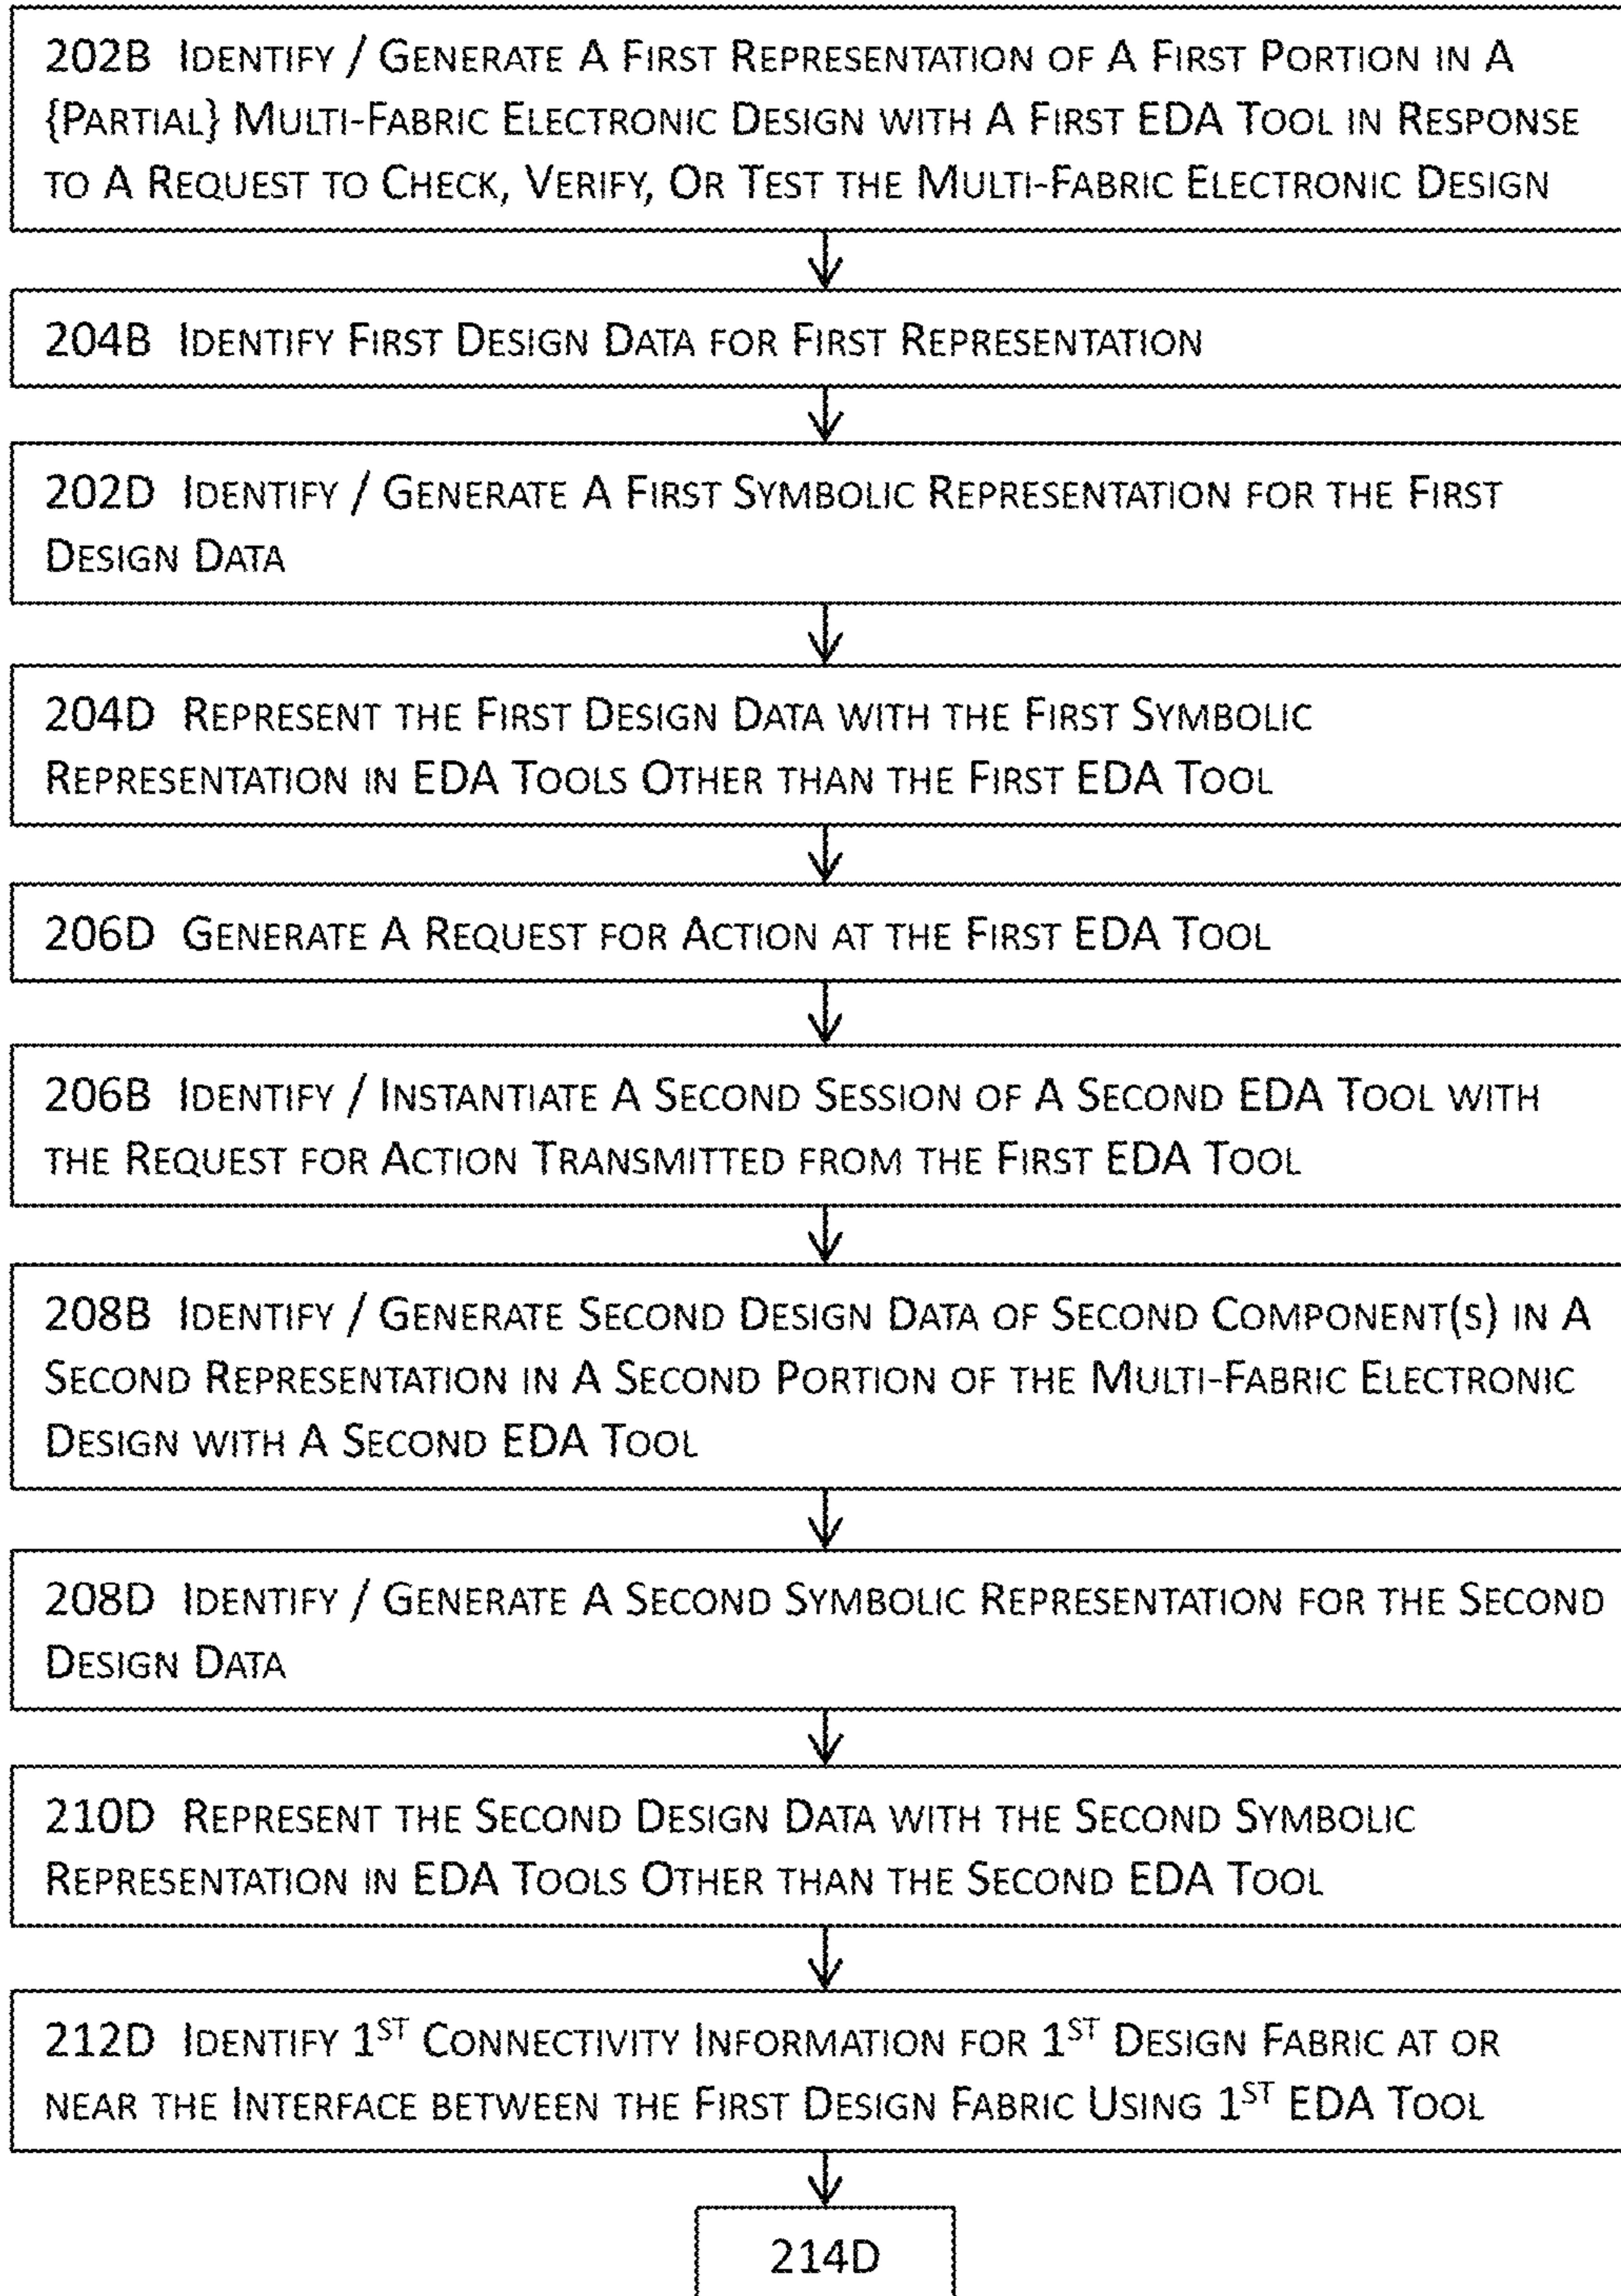 202B IDENTIFY / GENERATE A FIRST REPRESENTATION OF A FIRST PORTION IN A
{PARTIAL} MULTI-FABRIC ELECTRONIC DESIGN WITH A FIRST EDA TOOL IN RESPONSE
TO A REQUEST TO CHECK, VERIFY, OR TEST THE MULTI-FABRIC ELECTRONIC DESIGN
204B IDENTIFY FIRST DESIGN DATA FOR FIRST REPRESENTATION
202D IDENTIFY / GENERATE A FIRST SYMBOLIC REPRESENTATION FOR THE FIRST
DESIGN DATA
204D REPRESENT THE FIRST DESIGN DATA WITH THE FIRST SYMBOLIC
REPRESENTATION IN EDA TOOLS OTHER THAN THE FIRST EDA TOOL
206D GENERATE A REQUEST FOR ACTION AT THE FIRST EDA TOOL
206B IDENTIFY / INSTANTIATE A SECOND SESSION OF A SECOND EDA TOOL WITH
THE REQUEST FOR ACTION TRANSMITTED FROM THE FIRST EDA TOOL
208B IDENTIFY / GENERATE SECOND DESIGN DATA OF SECOND COMPONENT(S) IN A
SECOND REPRESENTATION IN A SECOND PORTION OF THE MULTI-FABRIC ELECTRONIC
DESIGN WITH A SECOND EDA TOOL
208D IDENTIFY / GENERATE A SECOND SYMBOLIC REPRESENTATION FOR THE SECOND
DESIGN DATA
210D REPRESENT THE SECOND DESIGN DATA WITH THE SECOND SYMBOLIC
REPRESENTATION IN EDA TOOLS OTHER THAN THE SECOND EDA TOOL
212D IDENTIFY 1ST CONNECTIVITY INFORMATION FOR 1ST DESIGN FABRIC AT OR
NEAR THE INTERFACE BETWEEN THE FIRST DESIGN FABRIC USING 1ST EDA TOOL
214D